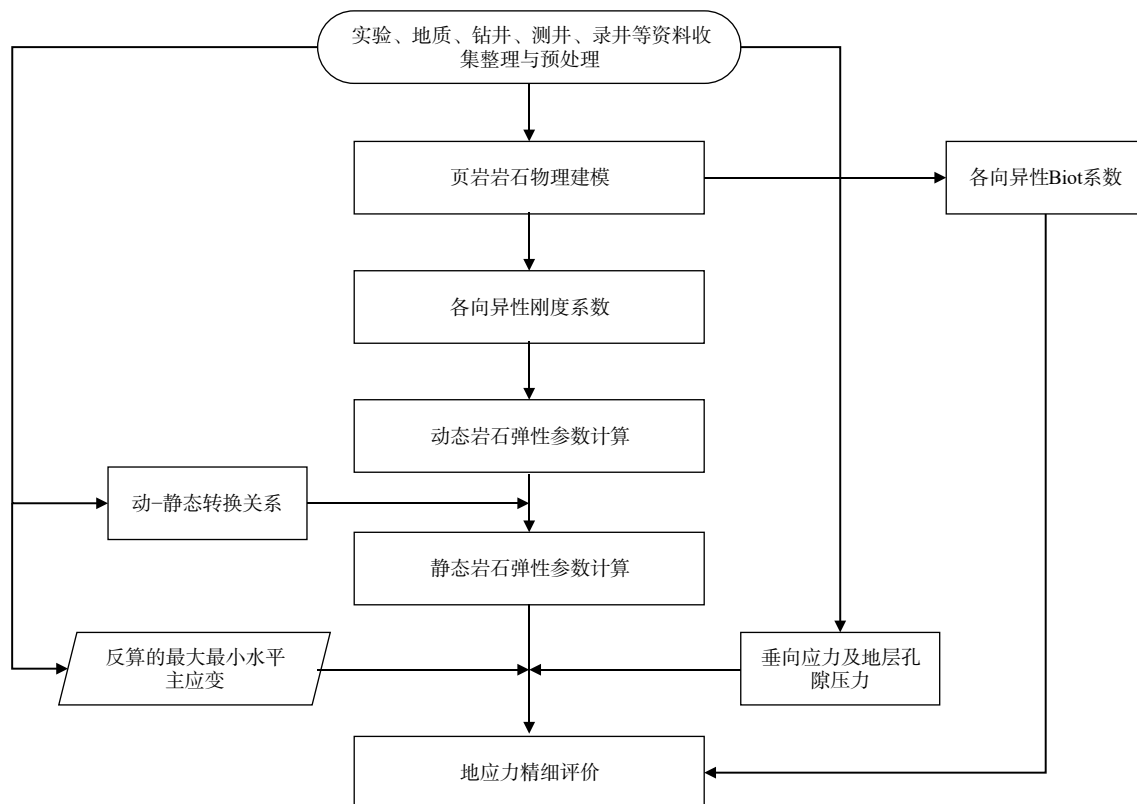 实验、地质、钻井、测井、录井等资料收
集整理与预处理
页岩岩石物理建模
各向异性Biot系数
各向异性刚度系数
动态岩石弹性参数计算
动−静态转换关系
静态岩石弹性参数计算
反算的最大最小水平
主应变
垂向应力及地层孔
隙压力
地应力精细评价